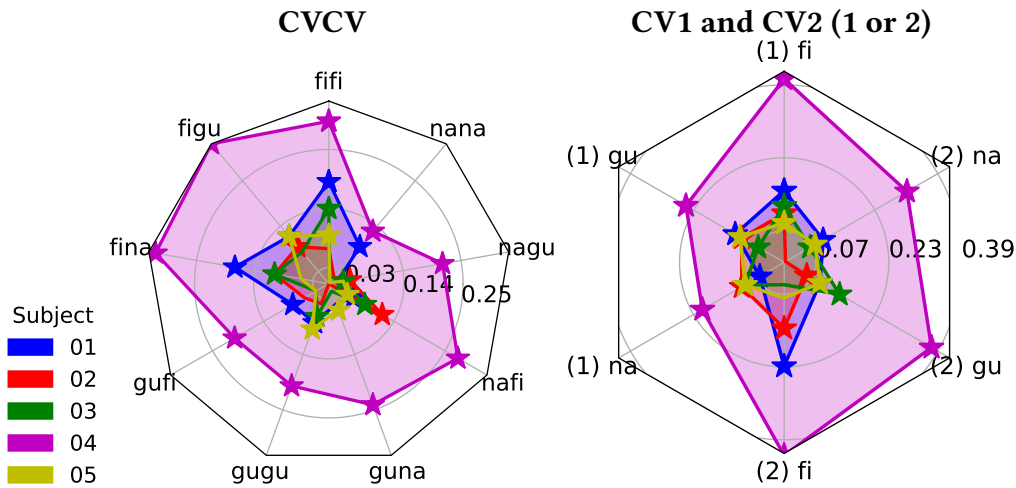 CVCV
CV1 and CV2 (1 or 2)
fifi
figu
nana
fina
nagu
0.03
0.14
0.25
gufi
nafi
gugu
guna
(1) fi
(1) gu
(2) na
0.07
0.23
0.39
(1) na
(2) gu
(2) fi
Subject
01
02
03
04
05